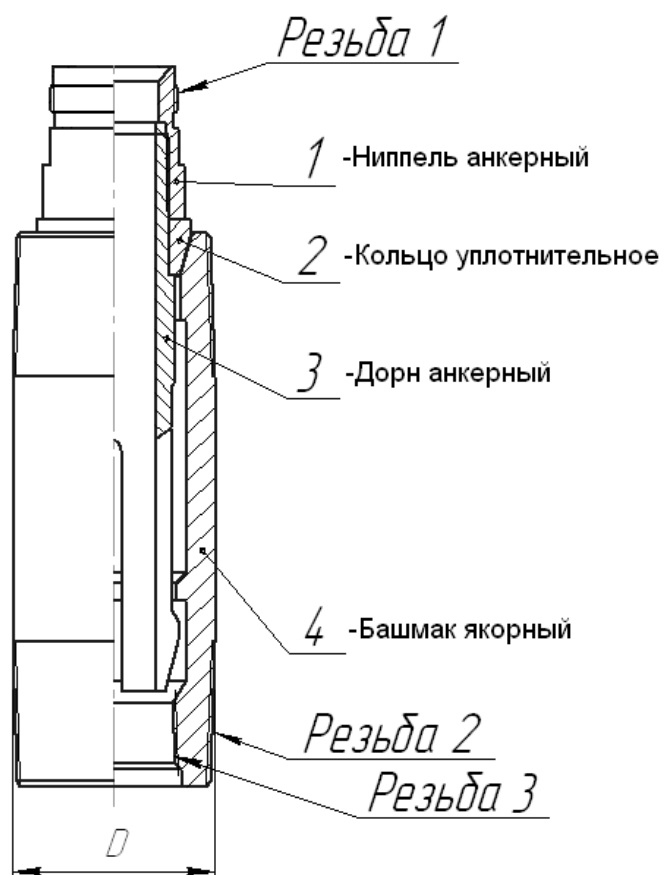 Резьба 1
1 -Ниппель анкерный
2 -Кольцо уплотнительное
3 -Дорн анкерный
4 -Башмак якорный
Резьба 2
Резьба 3
D